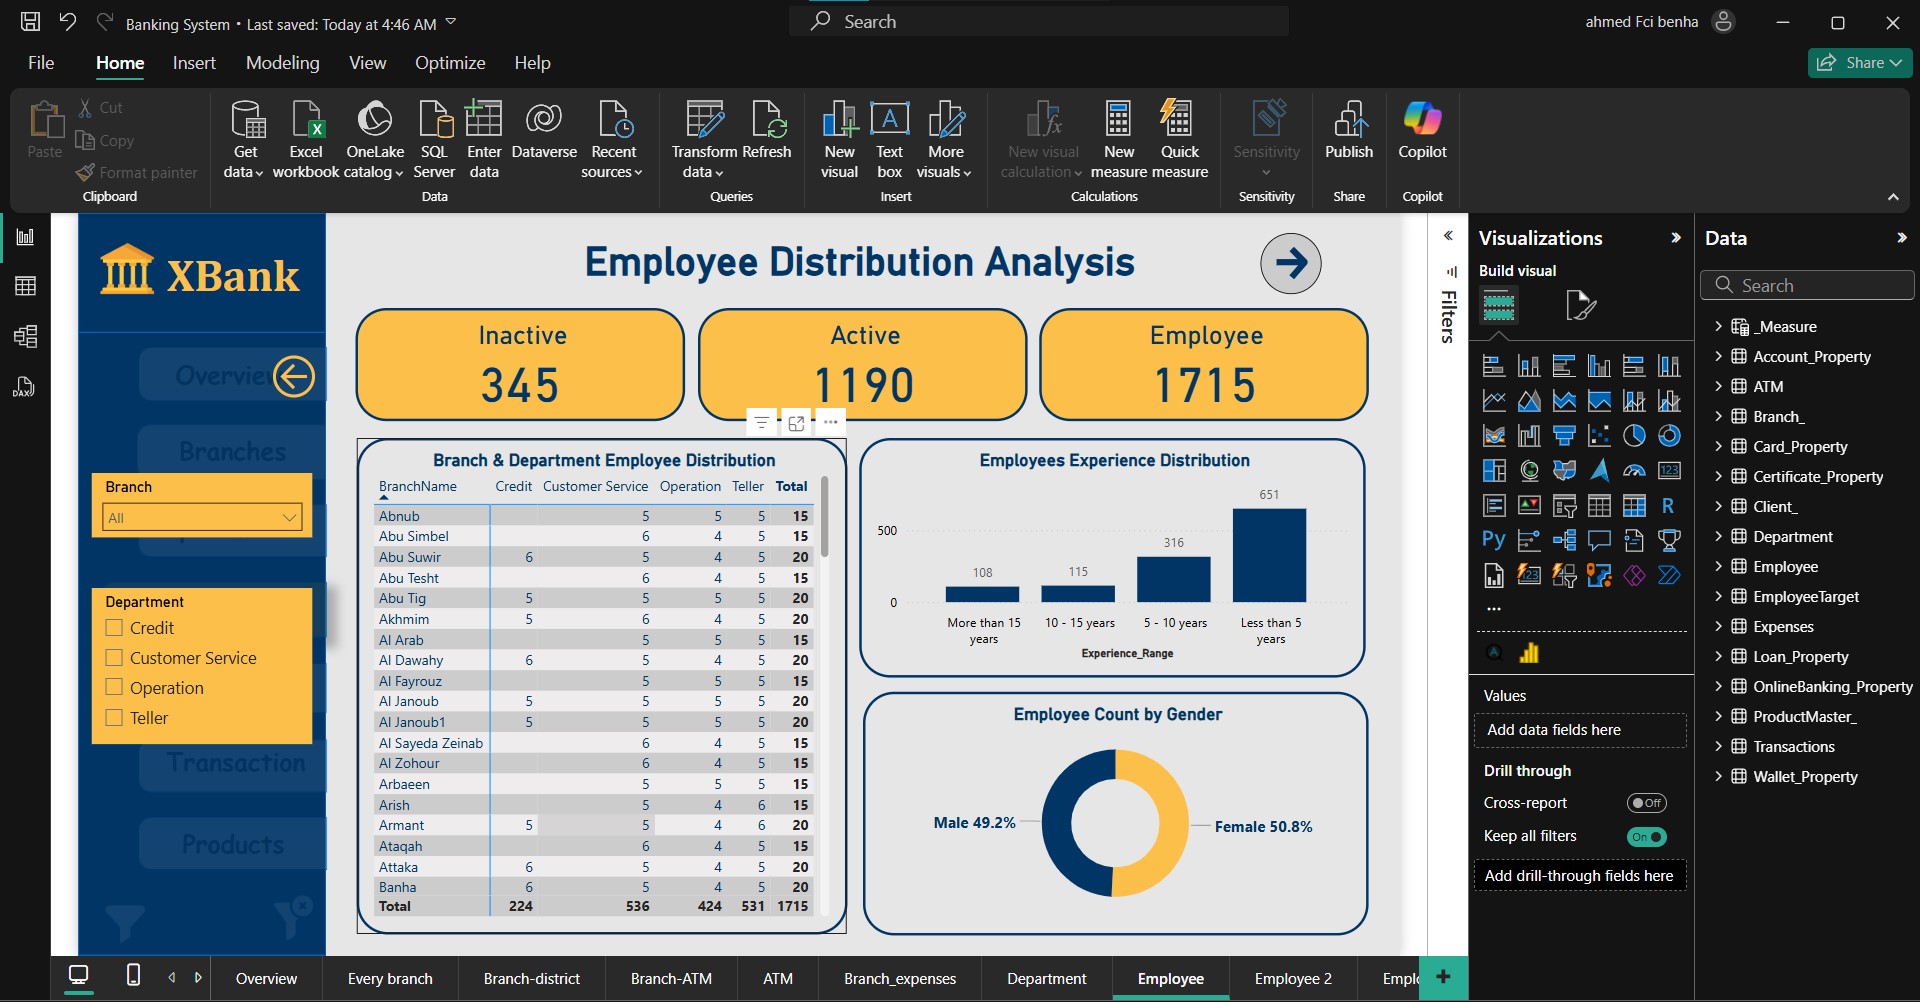 Banking System • Last saved: Today at 4:46 AM
Search
ahmed Fci benha
File Home Insert Modeling View Optimize Help
Share
Paste
Cut
Copy
Format painter
Clipboard
Get data
Excel workbook
OneLake catalog
SQL Server
Enter data
Dataverse
Recent sources
Data
Transform data
Refresh
Queries
New visual
Text box
More visuals
Insert
New visual calculation
New measure
Quick measure
Calculations
Sensitivity
Sensitivity
Publish
Share
Copilot
Copilot
XBank
Overview
Branches
Branch
All
Department
Credit
Customer Service
Operation
Teller
Transaction
Products
Employee Distribution Analysis
Inactive
345
Active
1190
Employee
1715
Branch & Department Employee Distribution
BranchName Credit Customer Service Operation Teller Total
Abnub 5 5 5 15
Abu Simbel 6 4 5 15
Abu Suwir 6 5 4 5 20
Abu Tesht 6 4 5 15
Abu Tig 5 5 5 5 20
Akhmim 5 6 4 5 20
Al Arab 5 5 5 15
Al Dawahy 6 5 4 5 20
Al Fayrouz 5 5 5 15
Al Janoub 5 5 5 5 20
Al Janoub1 5 5 5 5 20
Al Sayeda Zeinab 6 4 5 15
Al Zohour 6 4 5 15
Arbaeen 5 5 5 15
Arish 5 4 6 15
Armant 5 5 4 6 20
Ataqah 6 4 5 15
Attaka 6 5 4 5 20
Banha 6 5 4 5 20
Total 224 536 424 531 1715
Employees Experience Distribution
500
0
108
115
316
651
More than 15 years
10 - 15 years
5 - 10 years
Less than 5 years
Experience_Range
Employee Count by Gender
Male 49.2%
Female 50.8%
Filters
Visualizations
Build visual
123
R
Py
123
Values
Add data fields here
Drill through
Cross-report
Off
Keep all filters
On
Add drill-through fields here
Data
Search
_Measure
Account_Property
ATM
Branch_
Card_Property
Certificate_Property
Client_
Department
Employee
EmployeeTarget
Expenses
Loan_Property
OnlineBanking_Property
ProductMaster_
Transactions
Wallet_Property
DAX
Overview
Every branch
Branch-district
Branch-ATM
ATM
Branch_expenses
Department
Employee
Employee 2
Emplo